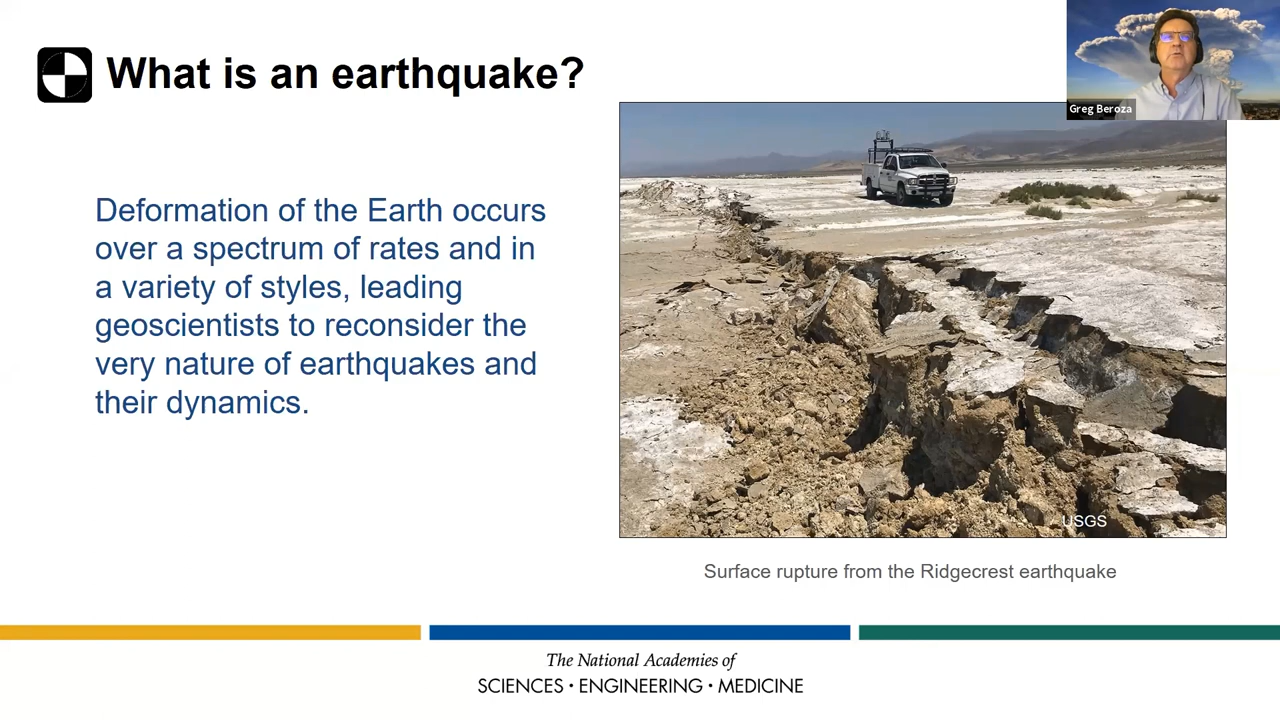 What is an earthquake?
Greg Beroza
Deformation of the Earth occurs
over a spectrum of rates and in
a variety of styles, leading
geoscientists to reconsider the
very nature of earthquakes and
their dynamics.
USGS
Surface rupture from the Ridgecrest earthquake
The National Academies of
SCIENCES · ENGINEERING · MEDICINE